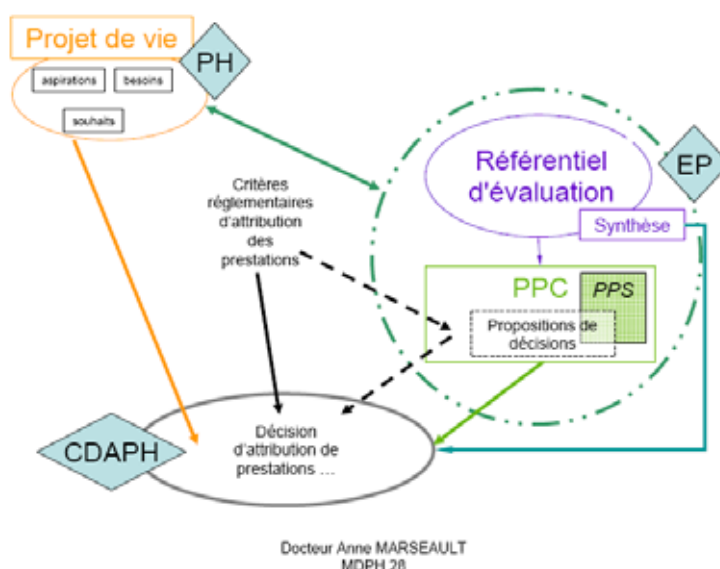 Projet de vie
PH
aspirations
besoins
souhaits
Référentiel
d'évaluation
EP
Synthèse
Critères
réglementaires
d'attribution
des
prestations
PPC
PPS
Propositions de
décisions
CDAPH
Décision
d'attribution de
prestations ...
Docteur Anne MARSEAULT
MDPH 28